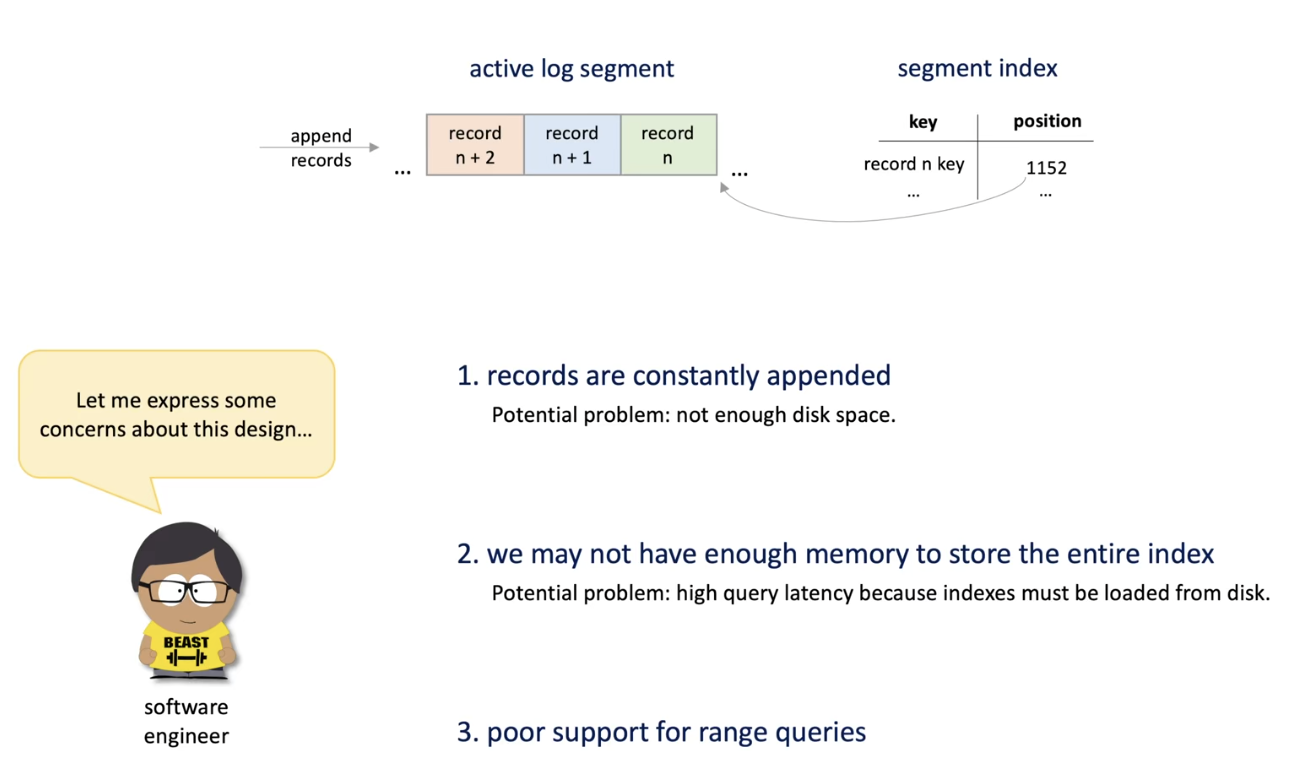 active log segment
segment index
append
records
...
record
n + 2
record
n + 1
record
n
...
key
position
record n key
1152
...
...
Let me express some
concerns about this design...
BEAST
software
engineer
1. records are constantly appended
Potential problem: not enough disk space.
2. we may not have enough memory to store the entire index
Potential problem: high query latency because indexes must be loaded from disk.
3. poor support for range queries